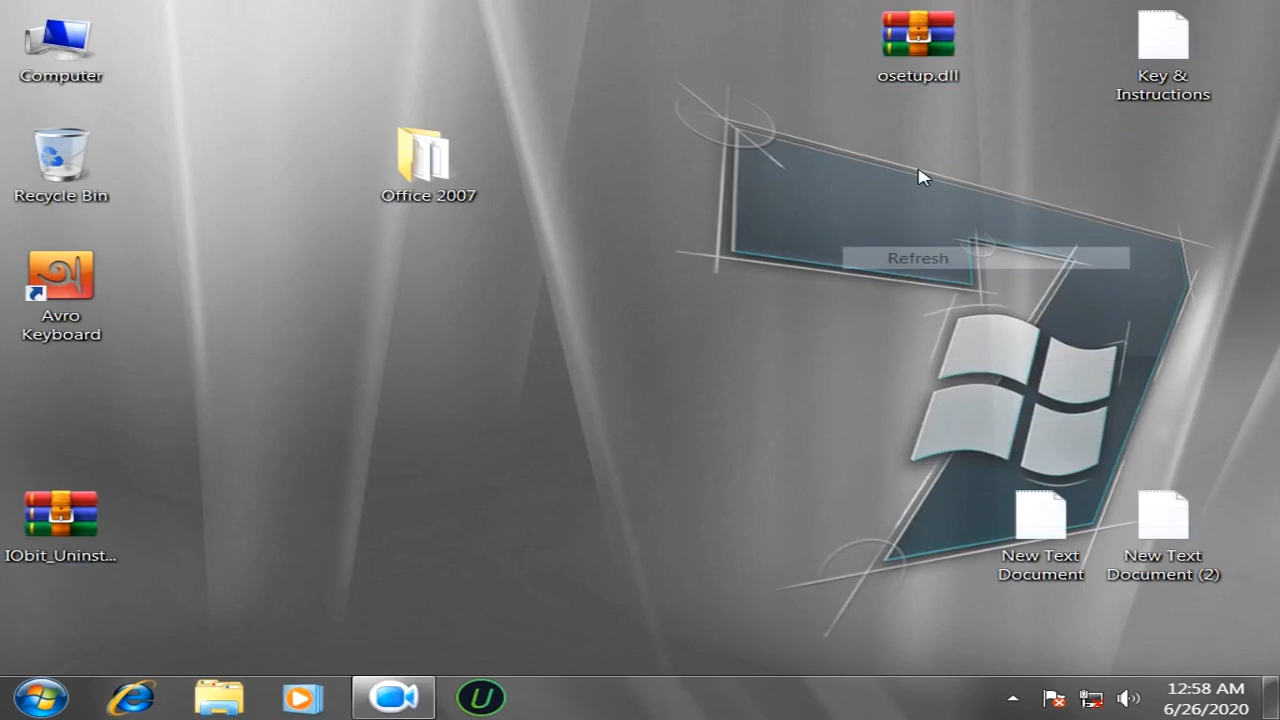 Computer
osetup.dll
Key &
Instructions
Recycle Bin
Office 2007
Refresh
Avro
Keyboard
IObit_Uninst...
New Text
Document
New Text
Document (2)
12:58 AM
6/26/2020